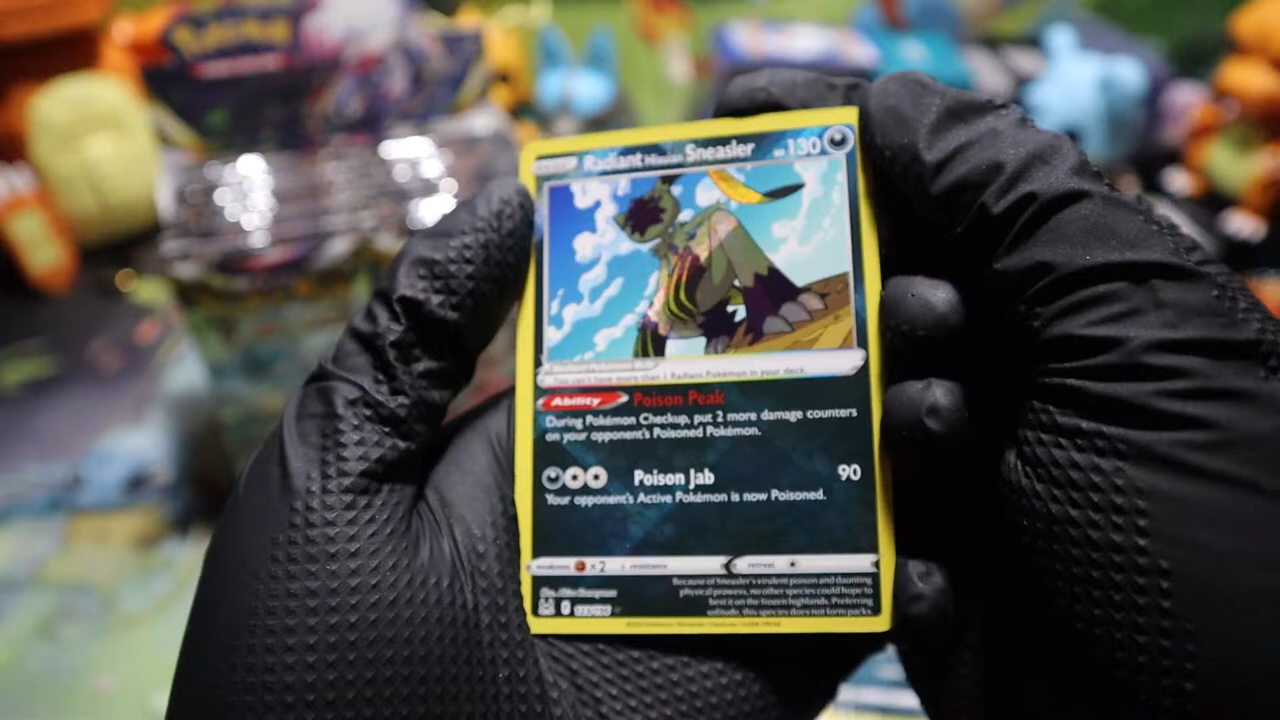 Pokémon
Radiant Hisuian Sneasler
130
You can't have more than 1 Radiant Pokémon in your deck.
Ability Poison Peak
During Pokémon Checkup, put 2 more damage counters
on your opponent's Poisoned Pokémon.
Poison Jab 90
Your opponent's Active Pokémon is now Poisoned.
weakness ×2 resistance retreat
Because of Sneasler's virulent poison and daunting
physical prowess, no other species could hope to
best it on the frozen highlands. Preferring
solitude, this species does not form packs.